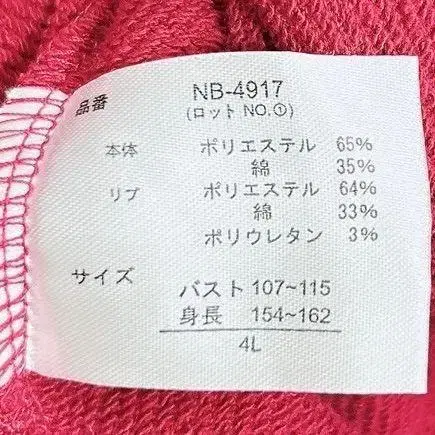 品番 NB-4917
(ロットNO.①)
本体 ポリエステル 65%
綿 35%
リブ ポリエステル 64%
綿 33%
ポリウレタン 3%
サイズ
バスト 107~115
身長 154~162
4L